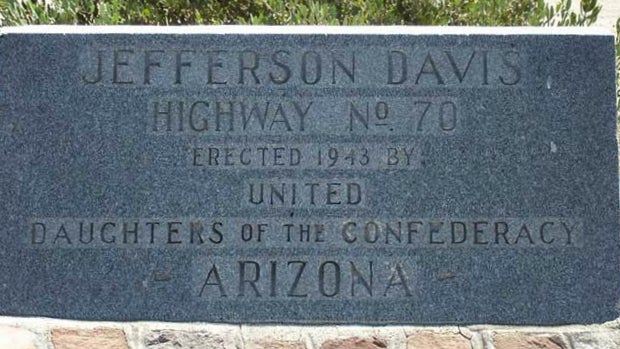 JEFFERSON DAVIS
HIGHWAY Nº 70
ERECTED 1943 BY
UNITED
DAUGHTERS OF THE CONFEDERACY
- ARIZONA -